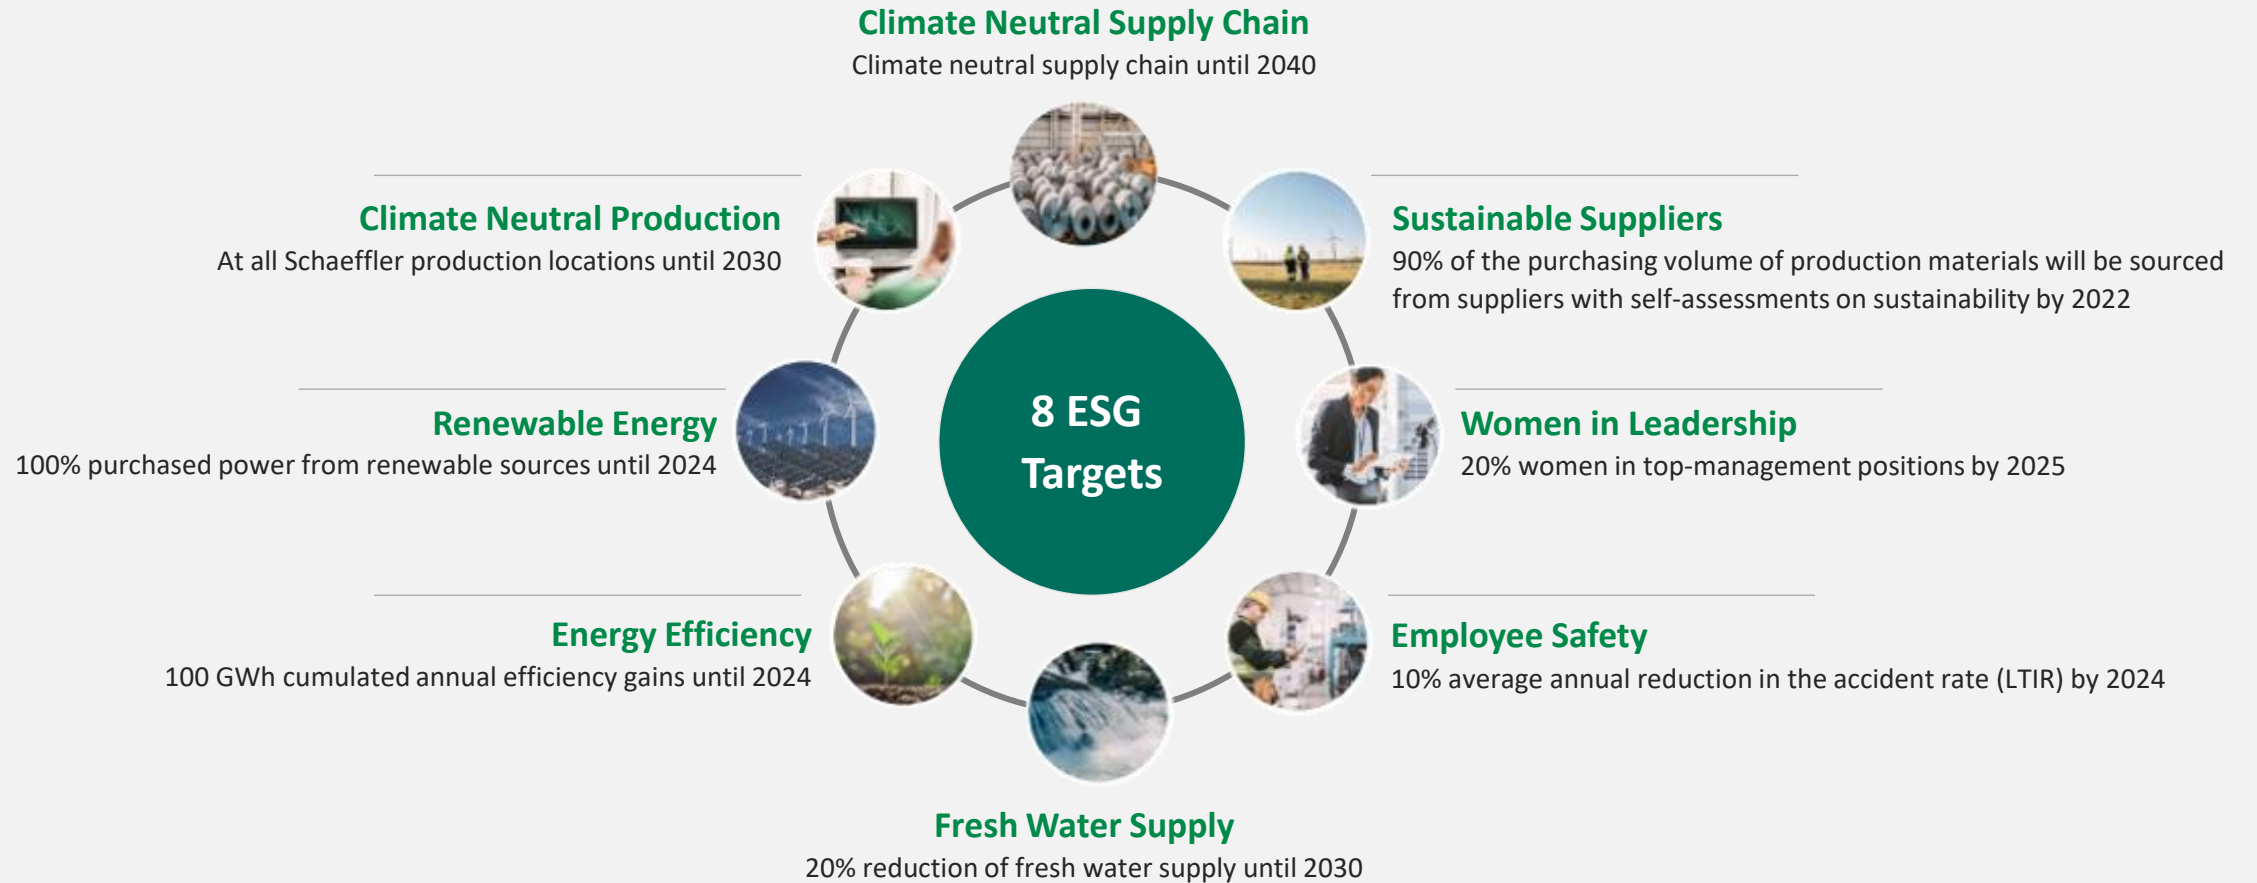 Climate Neutral Supply Chain
Climate neutral supply chain until 2040
Climate Neutral Production
At all Schaeffler production locations until 2030
Sustainable Suppliers
90% of the purchasing volume of production materials will be sourced
from suppliers with self-assessments on sustainability by 2022
8 ESG
Targets
Renewable Energy
100% purchased power from renewable sources until 2024
Women in Leadership
20% women in top-management positions by 2025
Energy Efficiency
100 GWh cumulated annual efficiency gains until 2024
Employee Safety
10% average annual reduction in the accident rate (LTIR) by 2024
Fresh Water Supply
20% reduction of fresh water supply until 2030